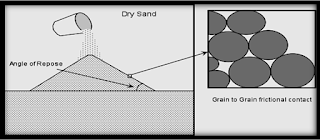 Dry Sand
Angle of Repose
Grain to Grain frictional contact